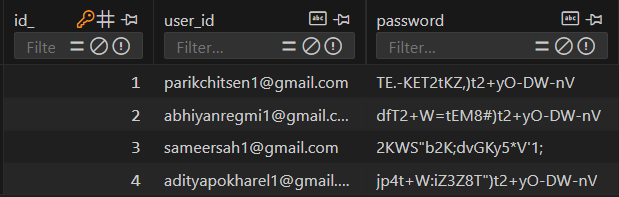 id_ user_id abc password abc
Filte Filter... Filter...
1 parikchitsen1@gmail.com TE.-KET2tKZ,)t2+yO-DW-nV
2 abhiyanregmi1@gmail.c... dfT2+W=tEM8#)t2+yO-DW-nV
3 sameersah1@gmail.com 2KWS"b2K;dvGKy5*V'1;
4 adityapokharel1@gmail.... jp4t+W:iZ3Z8T")t2+yO-DW-nV